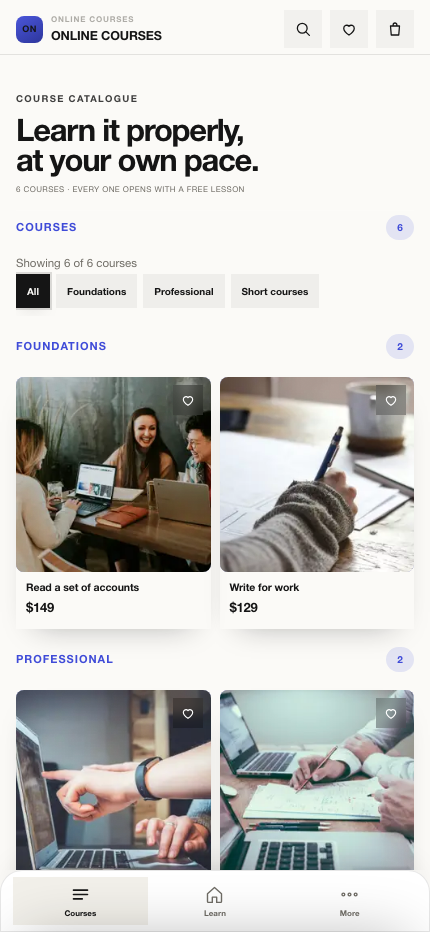 ON
ONLINE COURSES
ONLINE COURSES
COURSE CATALOGUE
Learn it properly,
at your own pace.
6 COURSES · EVERY ONE OPENS WITH A FREE LESSON
COURSES
6
Showing 6 of 6 courses
All
Foundations
Professional
Short courses
FOUNDATIONS
2
Read a set of accounts
$149
Write for work
$129
PROFESSIONAL
2
Courses
Learn
More